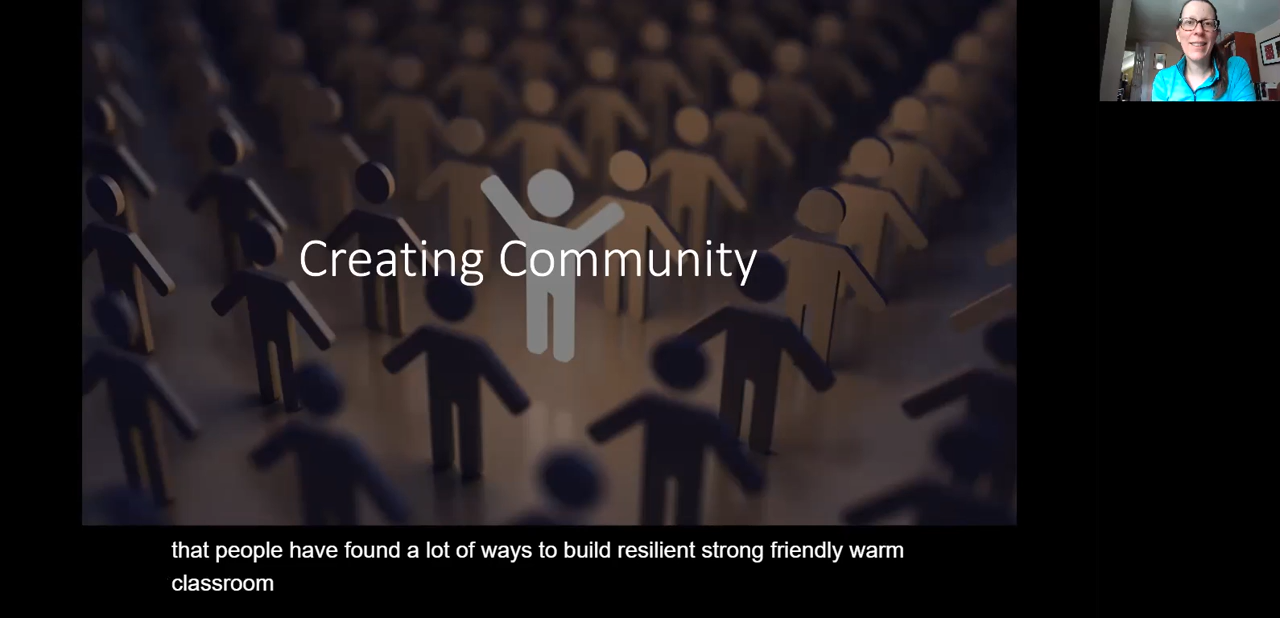 Creating Community
that people have found a lot of ways to build resilient strong friendly warm
classroom